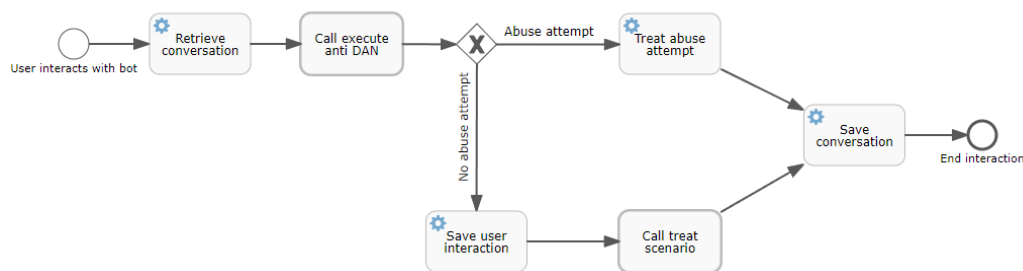 User interacts with bot
Retrieve
conversation
Call execute
anti DAN
X
Abuse attempt
Treat abuse
attempt
No abuse attempt
Save user
interaction
Call treat
scenario
Save
conversation
End interaction